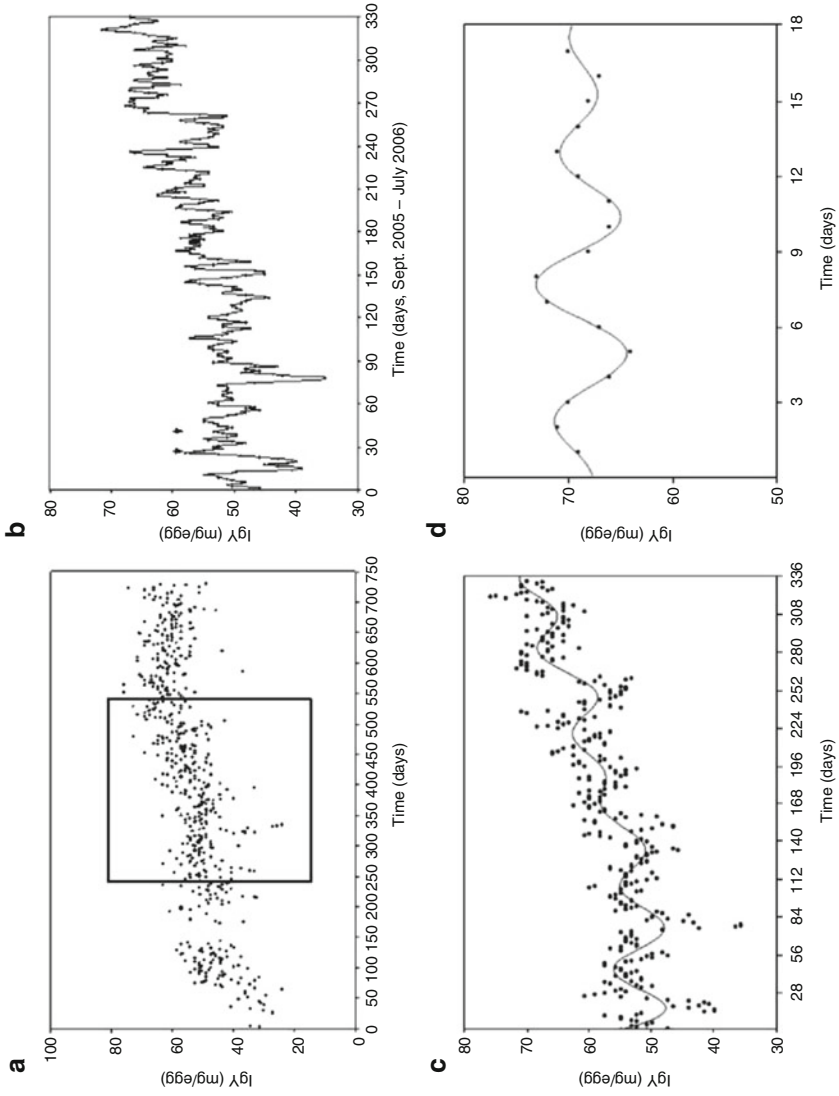 a
100
80
60
40
20
0
IgY (mg/egg)
0 50 100 150 200 250 300 350 400 450 500 550 600 650 700 750
Time (days)
b
80
70
60
50
40
30
IgY (mg/egg)
0 30 60 90 120 150 180 210 240 270 300 330
Time (days, Sept. 2005 – July 2006)
c
80
70
60
50
40
30
IgY (mg/egg)
28 56 84 112 140 168 196 224 252 280 308 336
Time (days)
d
80
70
60
50
IgY (mg/egg)
3 6 9 12 15 18
Time (days)